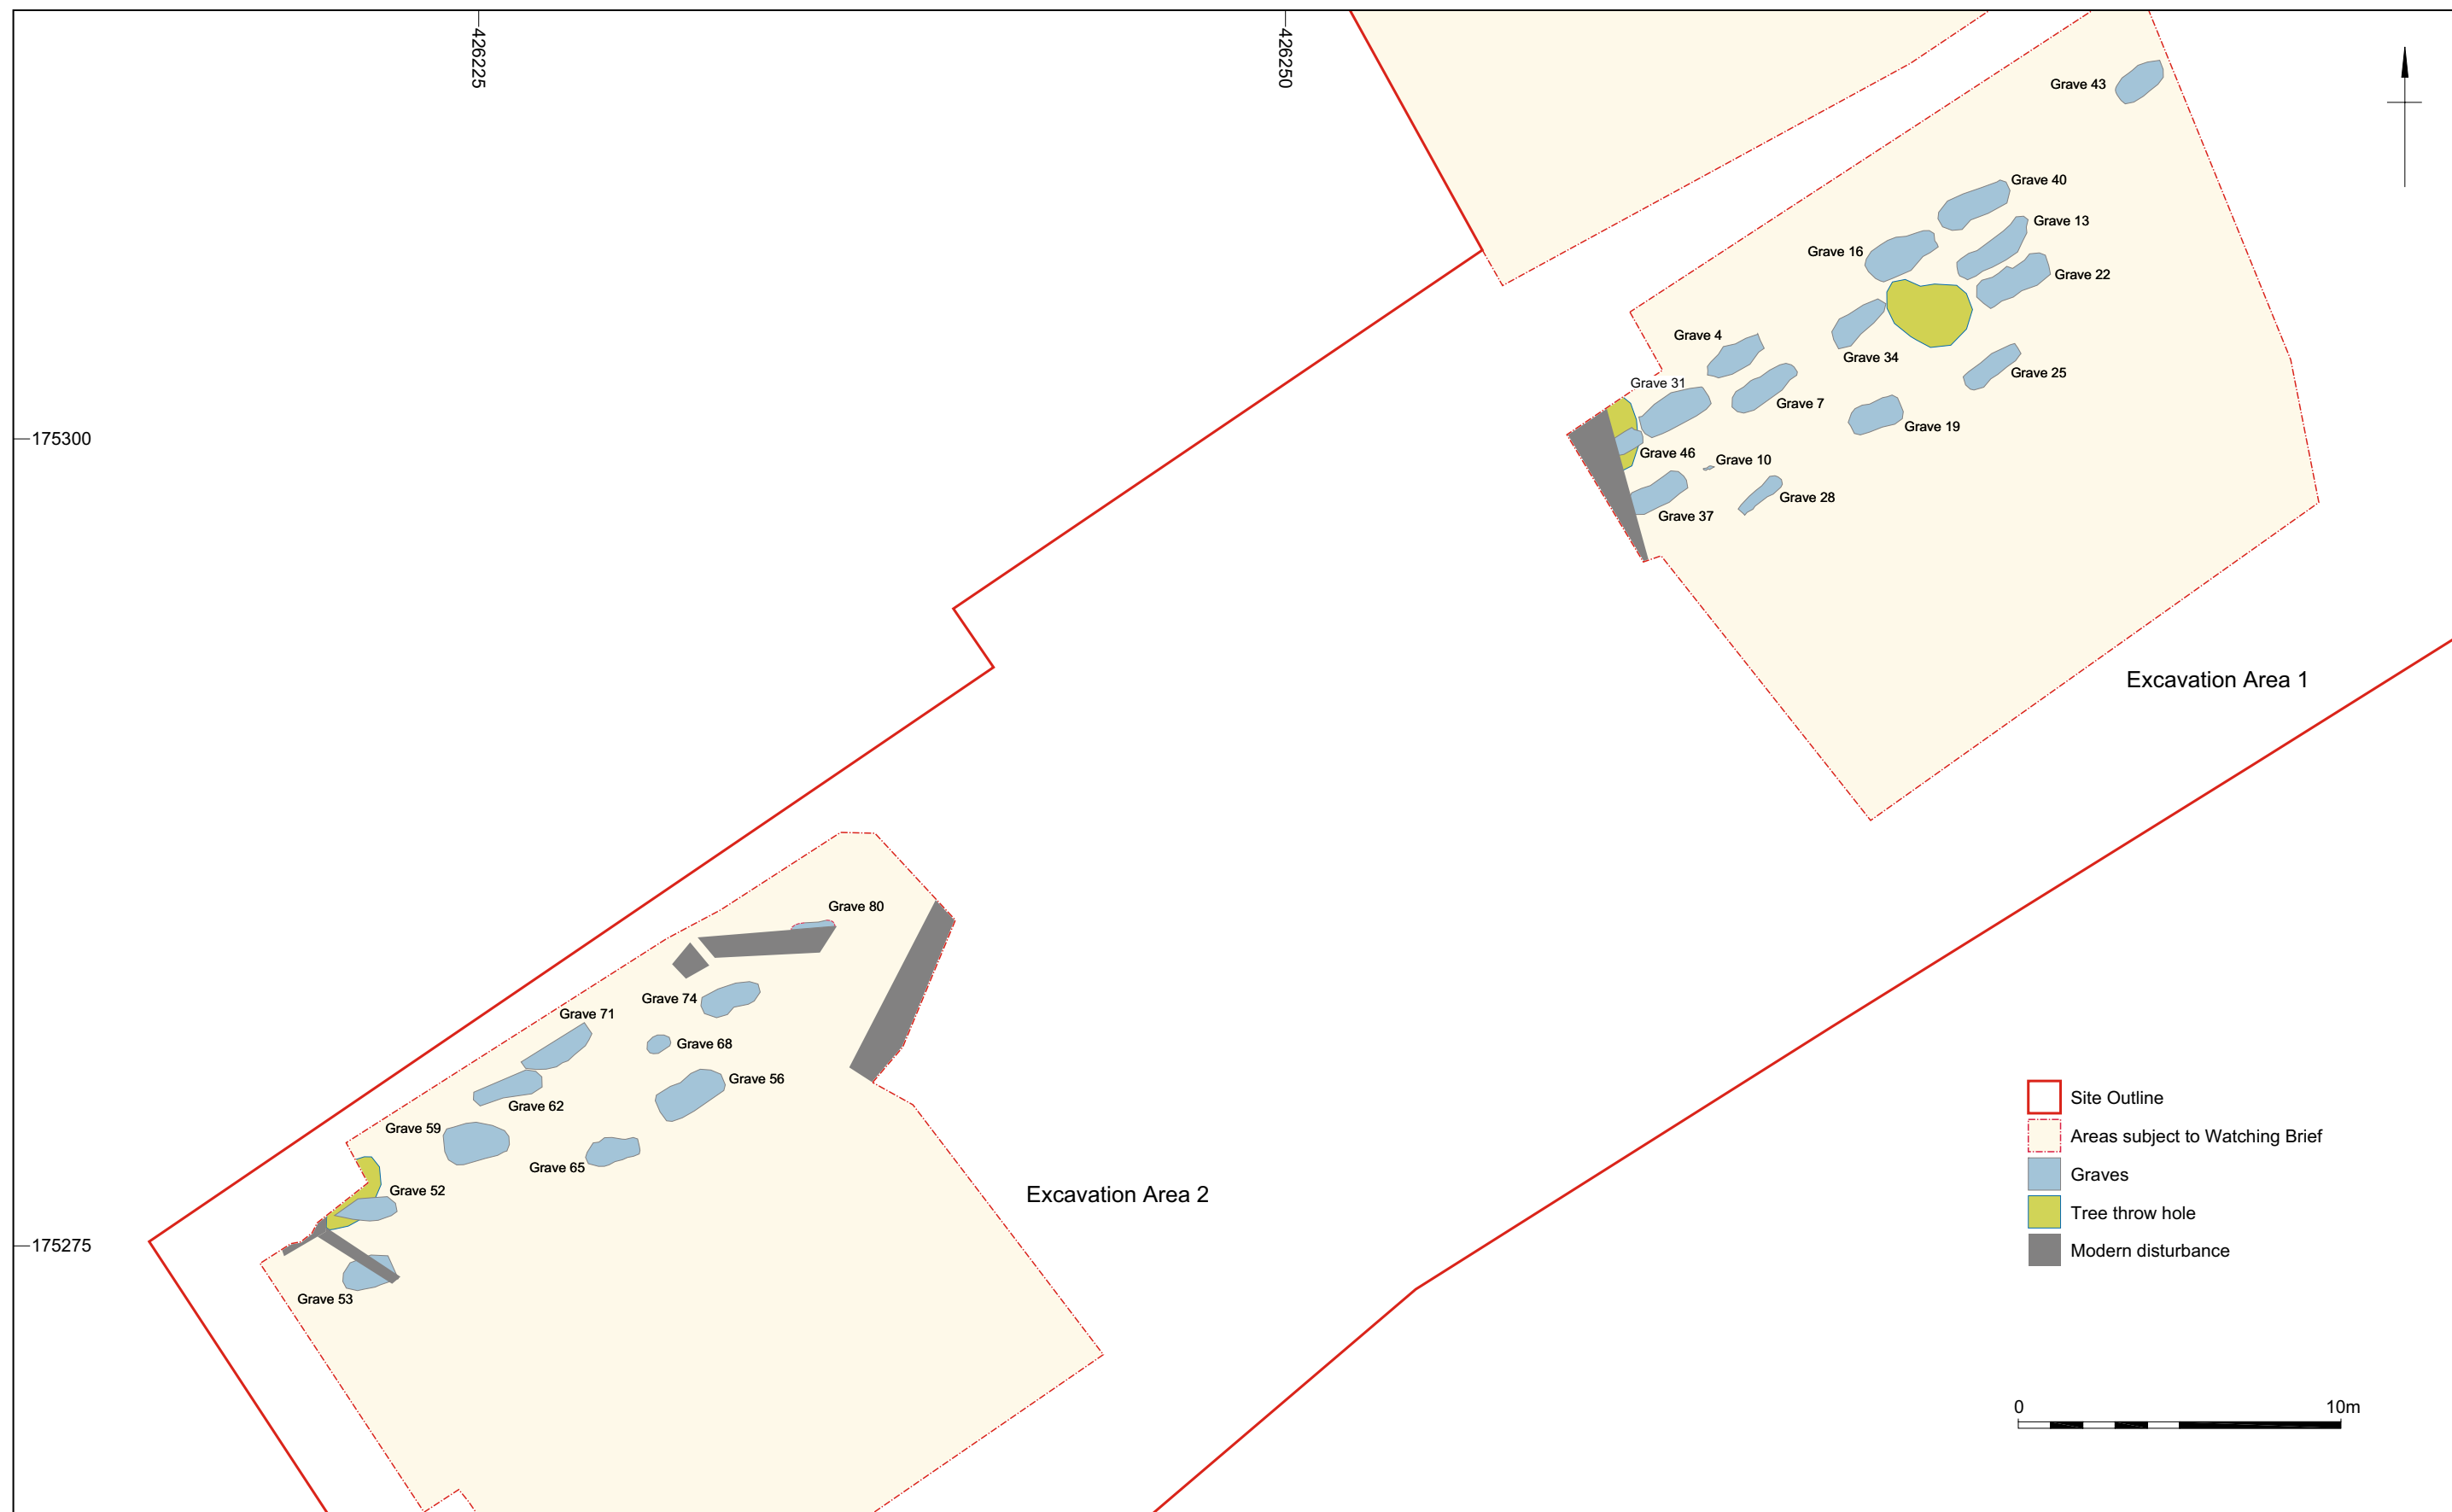 426225
426250
Grave 43
Grave 40
Grave 13
Grave 16
Grave 22
Grave 4
Grave 34
Grave 25
Grave 31
Grave 7
Grave 19
175300
Grave 46
Grave 10
Grave 28
Grave 37
Excavation Area 1
Grave 80
Grave 74
Grave 71
Grave 68
Grave 56
Grave 62
Grave 59
Grave 65
Grave 52
Excavation Area 2
175275
Grave 53
Site Outline
Areas subject to Watching Brief
Graves
Tree throw hole
Modern disturbance
0 10m